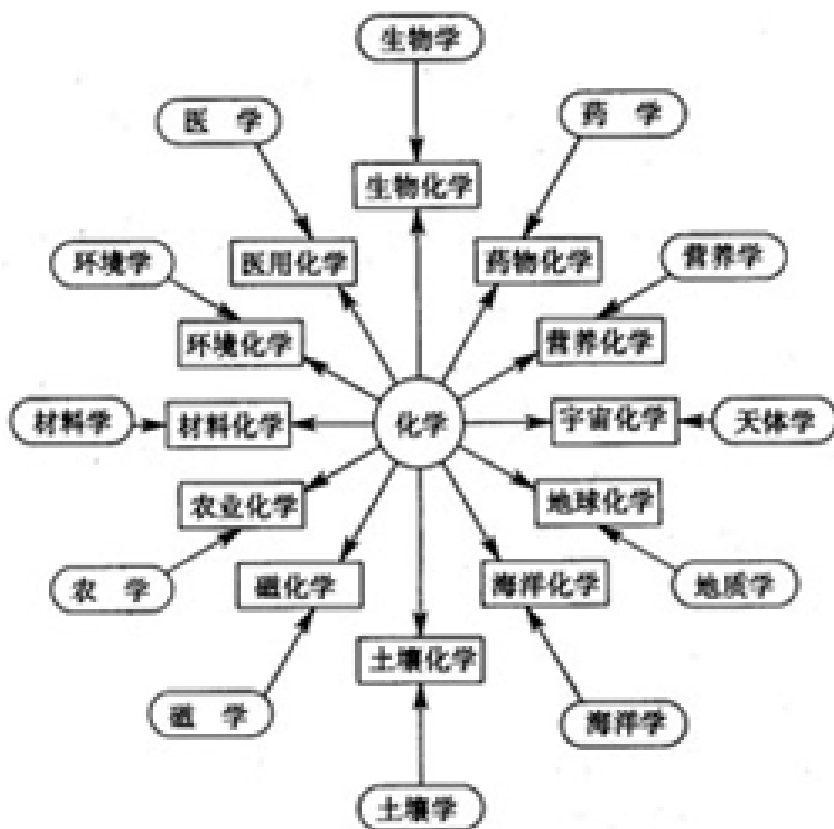 生物学
医 学
药 学
生物化学
环境学
医用化学
药物化学
营养学
环境化学
营养化学
材料学
材料化学
化学
宇宙化学
天体学
农业化学
地球化学
农 学
磁化学
海洋化学
地质学
土壤化学
磁 学
海洋学
土壤学